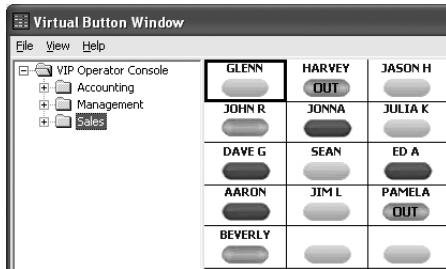 Virtual Button Window
File View Help
VIP Operator Console
Accounting
Management
Sales
GLENN HARVEY JASON H
OUT
JOHN R JONNA JULIA K
DAVE G SEAN ED A
AARON JIM L PAMELA
OUT
BEVERLY